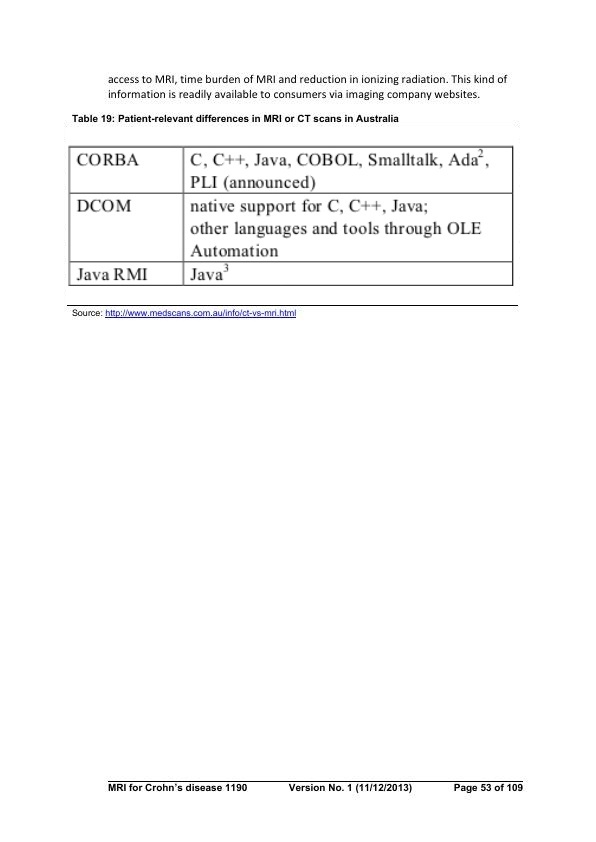 access to MRI, time burden of MRI and reduction in ionizing radiation. This kind of
information is readily available to consumers via imaging company websites.
Table 19: Patient-relevant differences in MRI or CT scans in Australia
CORBA C, C++, Java, COBOL, Smalltalk, Ada2,
PLI (announced)
DCOM native support for C, C++, Java;
other languages and tools through OLE
Automation
Java RMI Java3
Source: http://www.medscans.com.au/info/ct-vs-mri.html
MRI for Crohn’s disease 1190 Version No. 1 (11/12/2013) Page 53 of 109